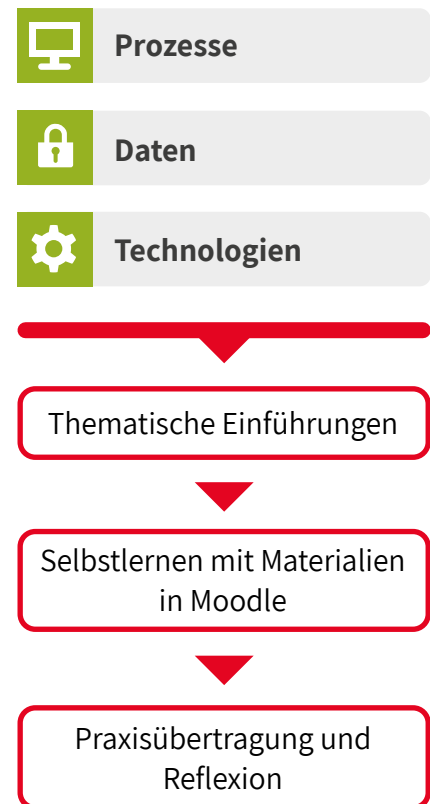 Prozesse
Daten
Technologien
Thematische Einführungen
Selbstlernen mit Materialien
in Moodle
Praxisübertragung und
Reflexion